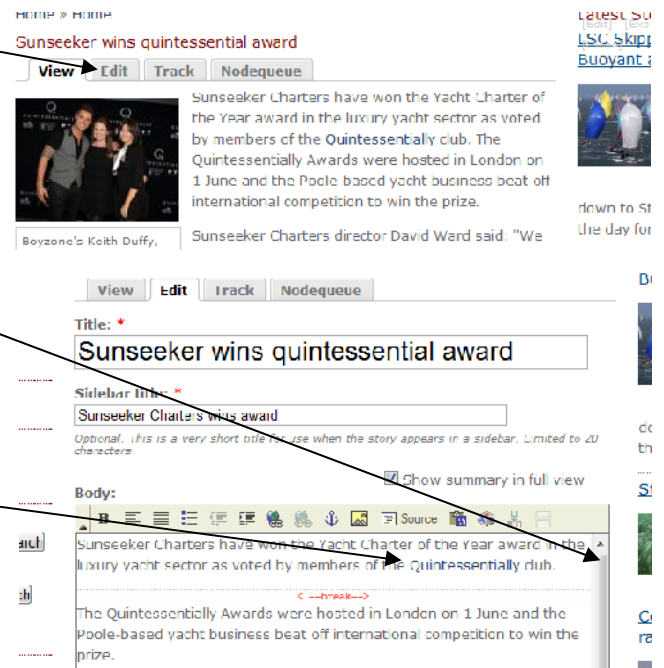 Home » Home
Sunseeker wins quintessential award
View Edit Track Nodequeue
Sunseeker Charters have won the Yacht Charter of
the Year award in the luxury yacht sector as voted
by members of the Quintessentially club. The
Quintessentially Awards were hosted in London on
1 June and the Poole-based yacht business beat off
international competition to win the prize.
Boyzone's Keith Duffy,
Sunseeker Charters director David Ward said: "We
Latest
[Edit]
LSC Skipp
Buoyant a
down to St
the day for
View Edit Track Nodequeue
Title: *
Sunseeker wins quintessential award
Sidebar title: *
Sunseeker Charters wins award
Optional. This is a very short title for use when the story appears in a sidebar. Limited to 20
characters
Show summary in full view
Body:
B Source
Sunseeker Charters have won the Yacht Charter of the Year award in the
luxury yacht sector as voted by members of the Quintessentially club.
<--break-->
The Quintessentially Awards were hosted in London on 1 June and the
Poole-based yacht business beat off international competition to win the
prize.